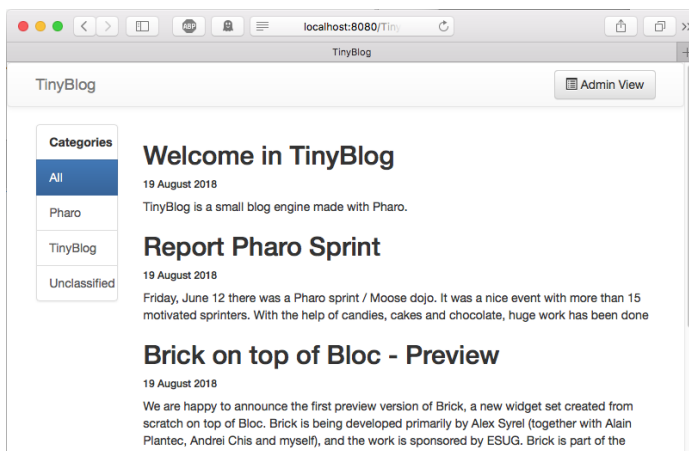 ABP
localhost:8080/Tiny
TinyBlog
TinyBlog
Admin View
Categories
All
Pharo
TinyBlog
Unclassified
Welcome in TinyBlog
19 August 2018
TinyBlog is a small blog engine made with Pharo.
Report Pharo Sprint
19 August 2018
Friday, June 12 there was a Pharo sprint / Moose dojo. It was a nice event with more than 15
motivated sprinters. With the help of candies, cakes and chocolate, huge work has been done
Brick on top of Bloc - Preview
19 August 2018
We are happy to announce the first preview version of Brick, a new widget set created from
scratch on top of Bloc. Brick is being developed primarily by Alex Syrel (together with Alain
Plantec, Andrei Chis and myself), and the work is sponsored by ESUG. Brick is part of the